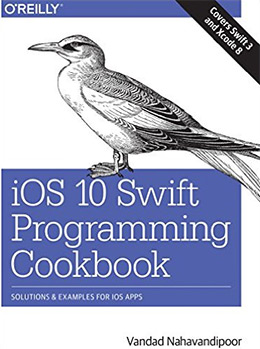 O'REILLY®
Covers Swift 3
and Xcode 8
iOS 10 Swift
Programming
Cookbook
SOLUTIONS & EXAMPLES FOR IOS APPS
Vandad Nahavandipoor